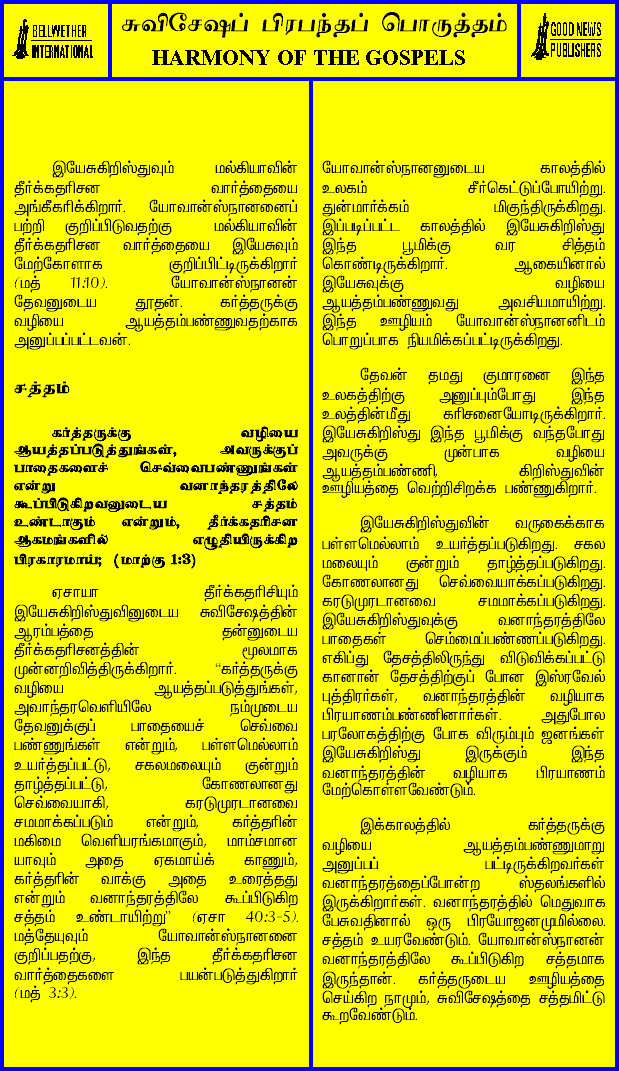 BELLWETHER
INTERNATIONAL
சுவிசேஷப் பிரபந்தப் பொருத்தம்
HARMONY OF THE GOSPELS
GOOD NEWS
PUBLISHERS
இயேசுகிறிஸ்துவும் மல்கியாவின்
தீர்க்கதரிசன வார்த்தையை
அங்கீகரிக்கிறார். யோவான்ஸ்நானனைப்
பற்றி குறிப்பிடுவதற்கு மல்கியாவின்
தீர்க்கதரிசன வார்த்தையை இயேசுவும்
மேற்கோளாக குறிப்பிட்டிருக்கிறார்
(மத் 11:10). யோவான்ஸ்நானன்
தேவனுடைய தூதன். கர்த்தருக்கு
வழியை ஆயத்தம்பண்ணுவதற்காக
அனுப்பப்பட்டவன்.
சத்தம்
கர்த்தருக்கு வழியை
ஆயத்தப்படுத்துங்கள், அவருக்குப்
பாதைகளைச் செவ்வைபண்ணுங்கள்
என்று வனாந்தரத்திலே
கூப்பிடுகிறவனுடைய சத்தம்
உண்டாகும் என்றும், தீர்க்கதரிசன
ஆகமங்களில் எழுதியிருக்கிற
பிரகாரமாய்; (மாற்கு 1:3)
ஏசாயா தீர்க்கதரிசியும்
இயேசுகிறிஸ்துவினுடைய சுவிசேஷத்தின்
ஆரம்பத்தை தன்னுடைய
தீர்க்கதரிசனத்தின் மூலமாக
முன்னறிவித்திருக்கிறார். “கர்த்தருக்கு
வழியை ஆயத்தப்படுத்துங்கள்,
அவாந்தரவெளியிலே நம்முடைய
தேவனுக்குப் பாதையைச் செவ்வை
பண்ணுங்கள் என்றும், பள்ளமெல்லாம்
உயர்த்தப்பட்டு, சகலமலையும் குன்றும்
தாழ்த்தப்பட்டு, கோணலானது
செவ்வையாகி, கரடுமுரடானவை
சமமாக்கப்படும் என்றும், கர்த்தரின்
மகிமை வெளியரங்கமாகும், மாம்சமான
யாவும் அதை ஏகமாய்க் காணும்,
கர்த்தரின் வாக்கு அதை உரைத்தது
என்றும் வனாந்தரத்திலே கூப்பிடுகிற
சத்தம் உண்டாயிற்று” (ஏசா 40:3-5).
மத்தேயுவும் யோவான்ஸ்நானனை
குறிப்பதற்கு, இந்த தீர்க்கதரிசன
வார்த்தைகளை பயன்படுத்துகிறார்
(மத் 3:3).
யோவான்ஸ்நானனுடைய காலத்தில்
உலகம் சீர்கெட்டுப்போயிற்று.
துன்மார்க்கம் மிகுந்திருக்கிறது.
இப்படிப்பட்ட காலத்தில் இயேசுகிறிஸ்து
இந்த பூமிக்கு வர சித்தம்
கொண்டிருக்கிறார். ஆகையினால்
இயேசுவுக்கு வழியை
ஆயத்தம்பண்ணுவது அவசியமாயிற்று.
இந்த ஊழியம் யோவான்ஸ்நானனிடம்
பொறுப்பாக நியமிக்கப்பட்டிருக்கிறது.
தேவன் தமது குமாரனை இந்த
உலகத்திற்கு அனுப்பும்போது இந்த
உலத்தின்மீது கரிசனையோடிருக்கிறார்.
இயேசுகிறிஸ்து இந்த பூமிக்கு வந்தபோது
அவருக்கு முன்பாக வழியை
ஆயத்தம்பண்ணி, கிறிஸ்துவின்
ஊழியத்தை வெற்றிசிறக்க பண்ணுகிறார்.
இயேசுகிறிஸ்துவின் வருகைக்காக
பள்ளமெல்லாம் உயர்த்தப்படுகிறது. சகல
மலையும் குன்றும் தாழ்த்தப்படுகிறது.
கோணலானது செவ்வையாக்கப்படுகிறது.
கரடுமுரடானவை சமமாக்கப்படுகிறது.
இயேசுகிறிஸ்துவுக்கு வனாந்தரத்திலே
பாதைகள் செம்மைப்பண்ணப்படுகிறது.
எகிப்து தேசத்திலிருந்து விடுவிக்கப்பட்டு
கானான் தேசத்திற்குப் போன இஸ்ரவேல்
புத்திரர்கள், வனாந்தரத்தின் வழியாக
பிரயாணம்பண்ணினார்கள். அதுபோல
பரலோகத்திற்கு போக விரும்பும் ஜனங்கள்
இயேசுகிறிஸ்து இருக்கும் இந்த
வனாந்தரத்தின் வழியாக பிரயாணம்
மேற்கொள்ளவேண்டும்.
இக்காலத்தில் கர்த்தருக்கு
வழியை ஆயத்தம்பண்ணுமாறு
அனுப்பப் பட்டிருக்கிறவர்கள்
வனாந்தரத்தைப்போன்ற ஸ்தலங்களில்
இருக்கிறார்கள். வனாந்தரத்தில் மெதுவாக
பேசுவதினால் ஒரு பிரயோஜனமுமில்லை.
சத்தம் உயரவேண்டும். யோவான்ஸ்நானன்
வனாந்தரத்திலே கூப்பிடுகிற சத்தமாக
இருந்தான். கர்த்தருடைய ஊழியத்தை
செய்கிற நாமும், சுவிசேஷத்தை சத்தமிட்டு
கூறவேண்டும்.